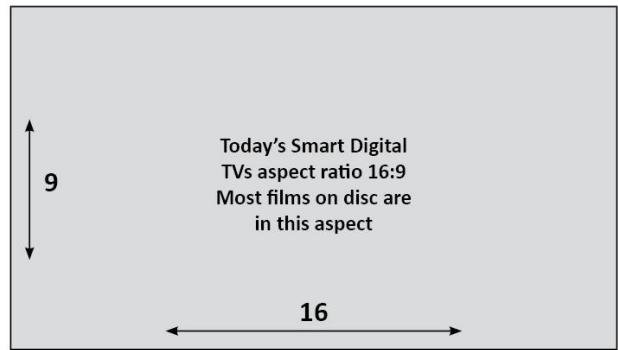 Today's Smart Digital
TVs aspect ratio 16:9
9
Most films on disc are
in this aspect
16